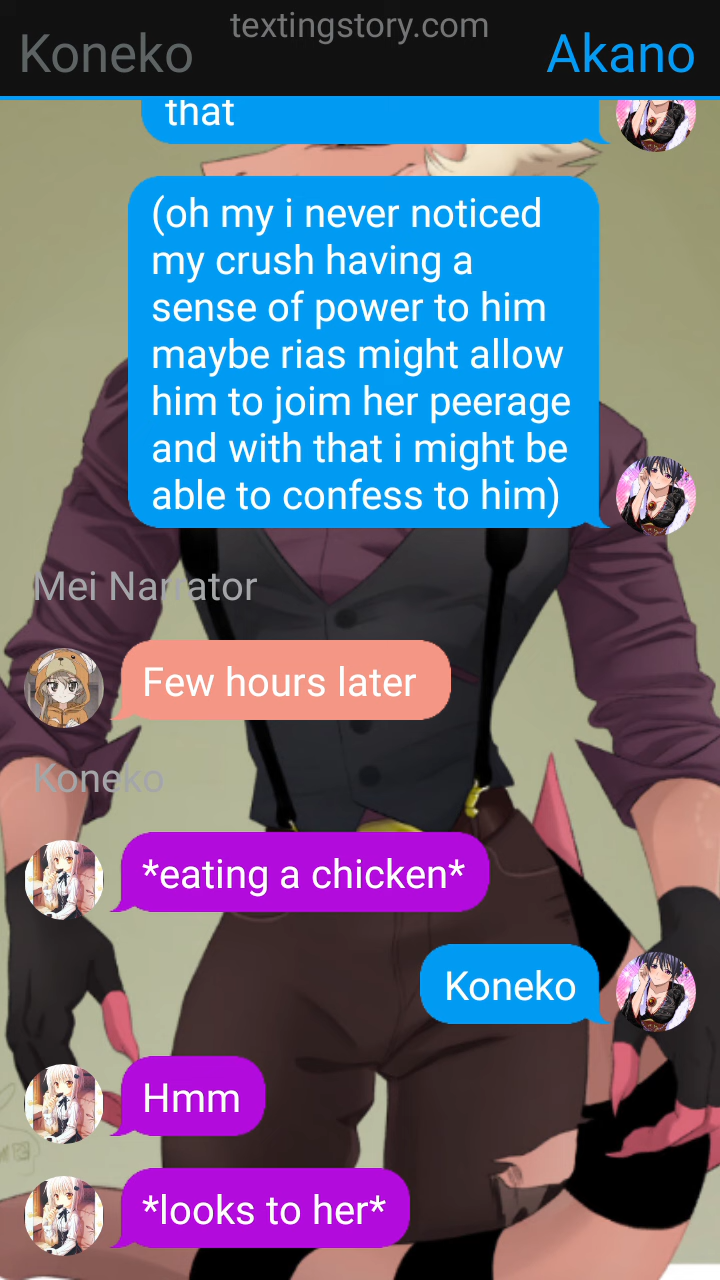 textingstory.com
Koneko
Akano
that
(oh my i never noticed
my crush having a
sense of power to him
maybe rias might allow
him to joim her peerage
and with that i might be
able to confess to him)
Mei Narrator
Few hours later
Koneko
*eating a chicken*
Koneko
Hmm
*looks to her*